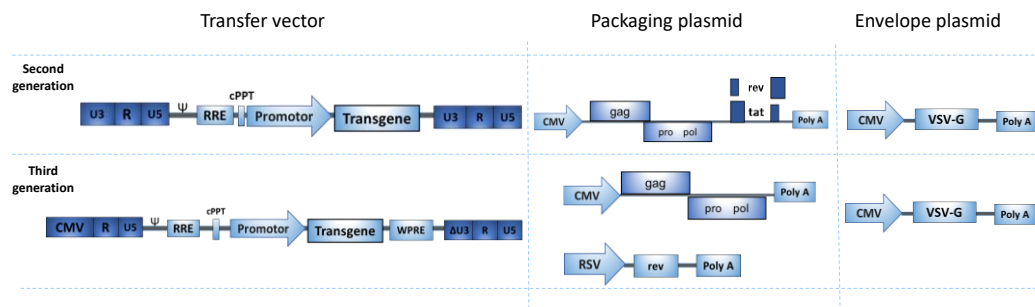 Transfer vector
Packaging plasmid
Envelope plasmid
Second
generation
U3 R U5 Ψ RRE cPPT Promotor Transgene U3 R U5
CMV gag pro pol rev tat Poly A
CMV VSV-G Poly A
Third
generation
CMV R U5 Ψ RRE cPPT Promotor Transgene WPRE ΔU3 R U5
CMV gag pro pol Poly A
RSV rev Poly A
CMV VSV-G Poly A